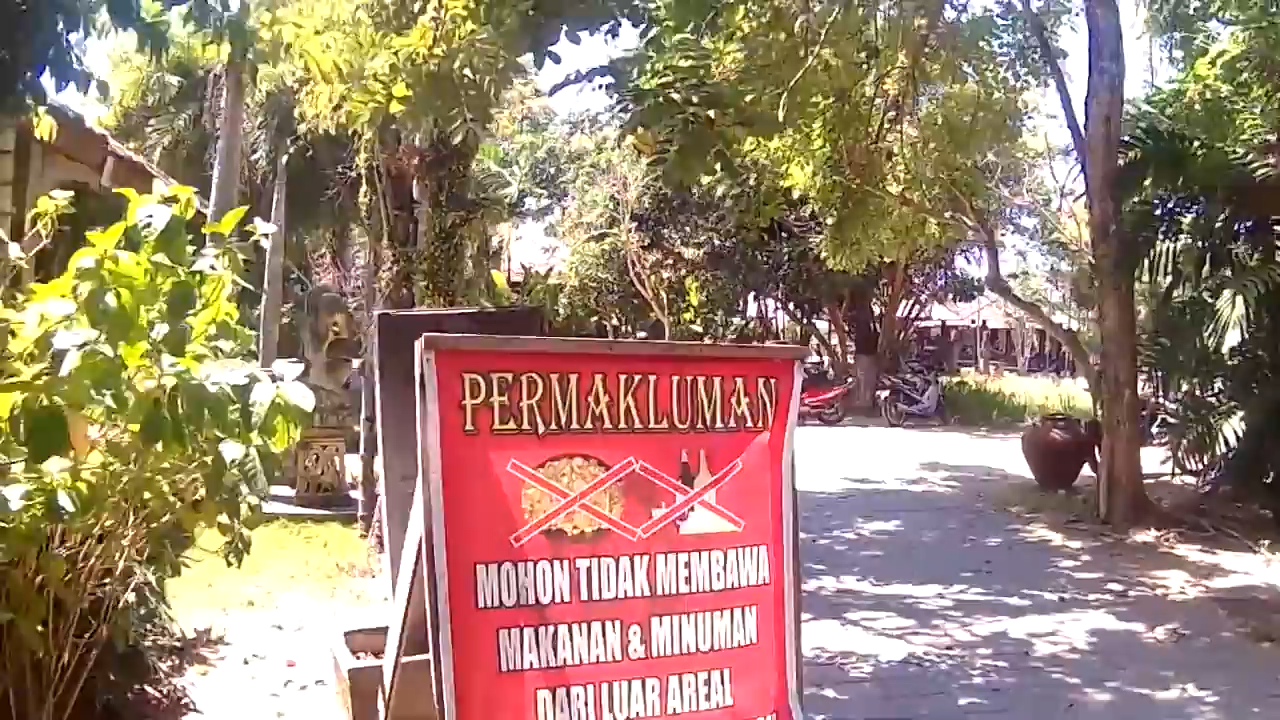 PERMAKLUMAN
MOHON TIDAK MEMBAWA
MAKANAN & MINUMAN
DARI LUAR AREAL